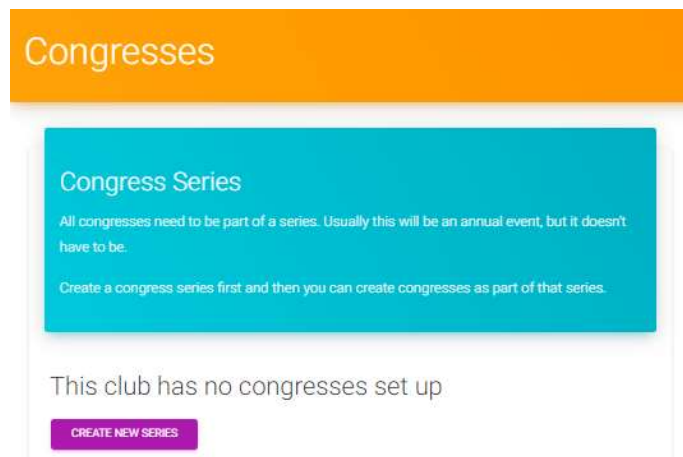 Congresses
Congress Series
All congresses need to be part of a series. Usually this will be an annual event, but it doesn't
have to be.
Create a congress series first and then you can create congresses as part of that series.
This club has no congresses set up
CREATE NEW SERIES